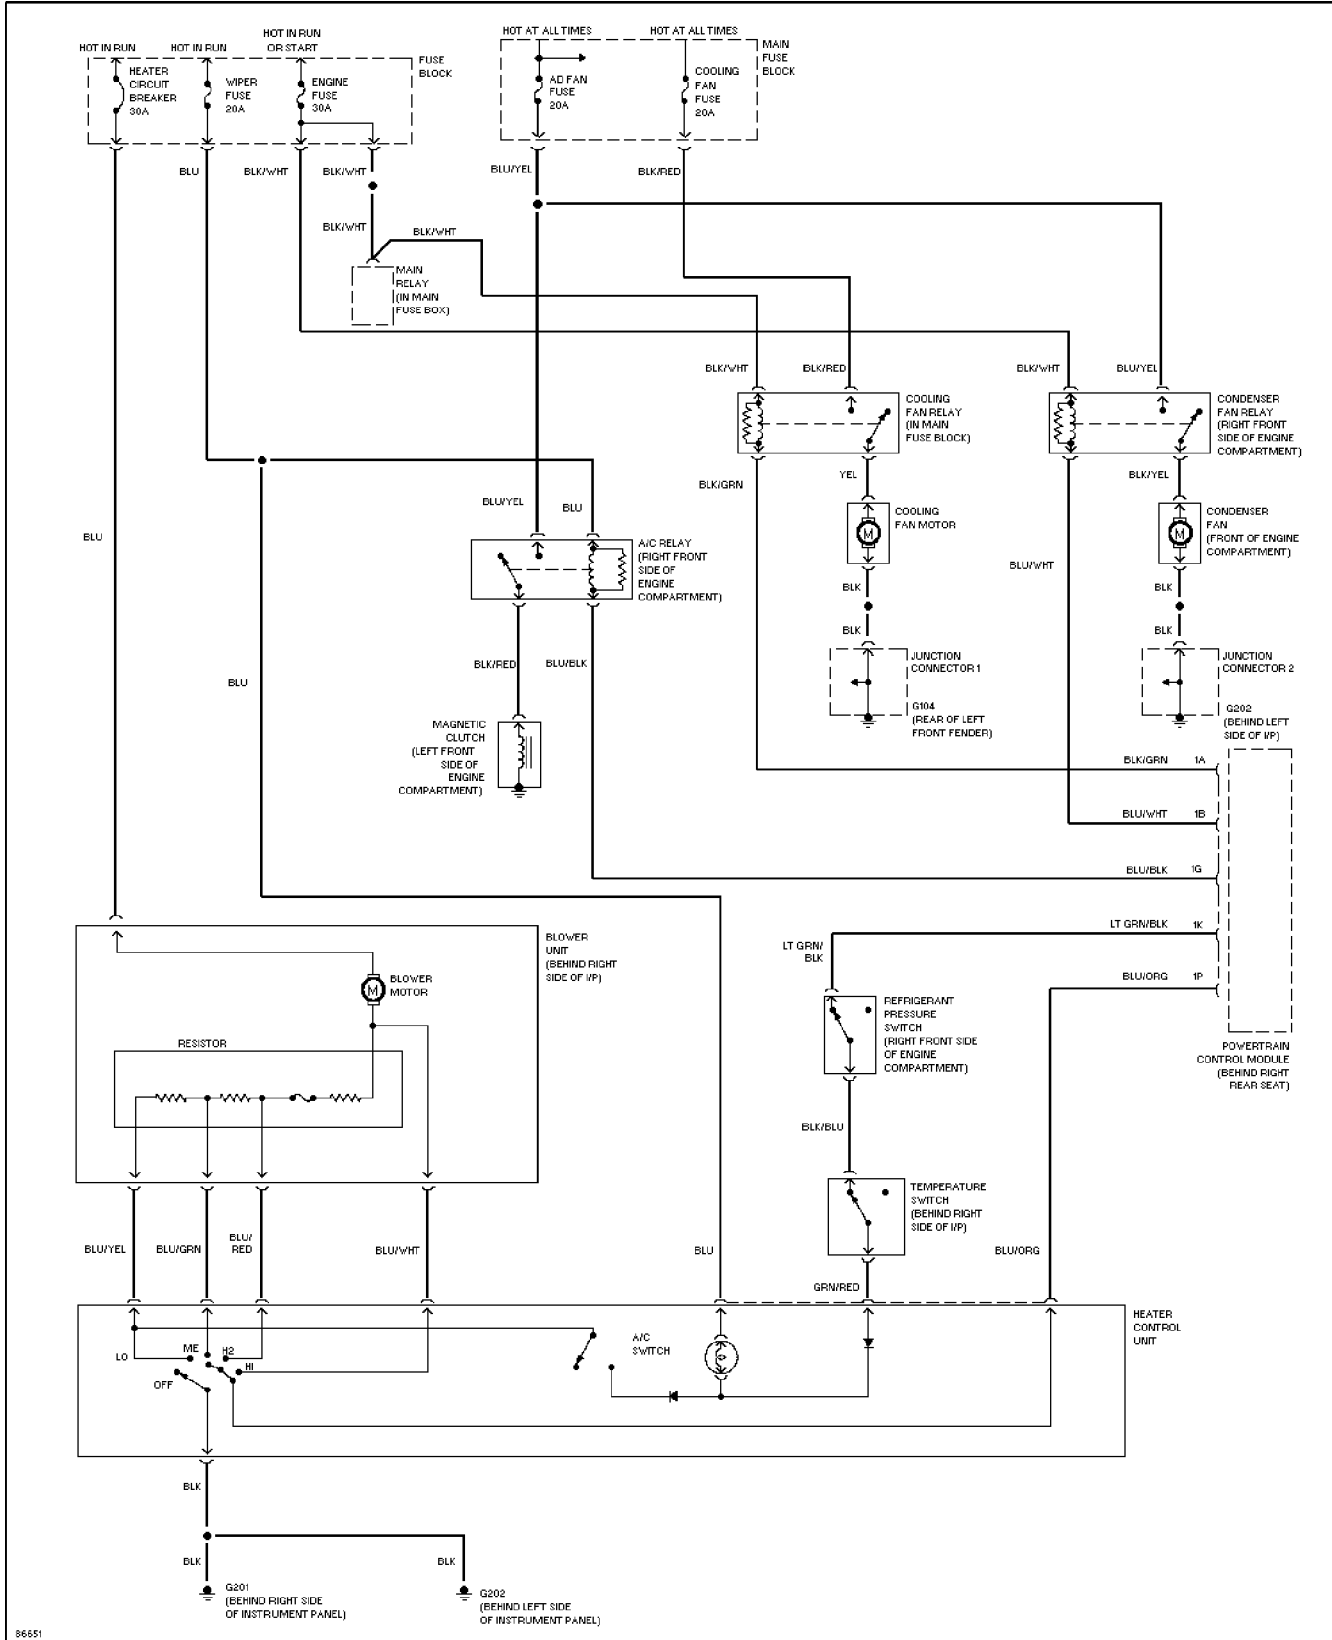 HOT IN RUN
HOT IN RUN
HOT IN RUN
OR START
HOT AT ALL TIMES
HOT AT ALL TIMES
HEATER
CIRCUIT
BREAKER
30A
WIPER
FUSE
20A
ENGINE
FUSE
30A
FUSE
BLOCK
AD FAN
FUSE
20A
COOLING
FAN
FUSE
20A
MAIN
FUSE
BLOCK
BLU
BLK/WHT
BLK/WHT
BLU/YEL
BLK/RED
BLK/WHT
BLK/WHT
MAIN
RELAY
(IN MAIN
FUSE BOX)
BLK/WHT
BLK/RED
BLK/WHT
BLU/YEL
COOLING
FAN RELAY
(IN MAIN
FUSE BLOCK)
CONDENSER
FAN RELAY
(RIGHT FRONT
SIDE OF ENGINE
COMPARTMENT)
BLK/GRN
YEL
BLK/YEL
BLU/YEL
BLU
BLU
COOLING
FAN MOTOR
M
CONDENSER
FAN
(FRONT OF ENGINE
COMPARTMENT)
M
A/C RELAY
(RIGHT FRONT
SIDE OF
ENGINE
COMPARTMENT)
BLU/WHT
BLK
BLK
BLK
BLK
BLK/RED
BLU/BLK
BLU
JUNCTION
CONNECTOR 1
G104
(REAR OF LEFT
FRONT FENDER)
JUNCTION
CONNECTOR 2
G202
(BEHIND LEFT
SIDE OF I/P)
MAGNETIC
CLUTCH
(LEFT FRONT
SIDE OF
ENGINE
COMPARTMENT)
BLK/GRN 1A
BLU/WHT 1B
BLU/BLK 1G
LT GRN/BLK 1K
BLU/ORG 1P
POWERTRAIN
CONTROL MODULE
(BEHIND RIGHT
REAR SEAT)
BLOWER
UNIT
(BEHIND RIGHT
SIDE OF I/P)
M
BLOWER
MOTOR
RESISTOR
LT GRN/
BLK
REFRIGERANT
PRESSURE
SWITCH
(RIGHT FRONT SIDE
OF ENGINE
COMPARTMENT)
BLK/BLU
TEMPERATURE
SWITCH
(BEHIND RIGHT
SIDE OF I/P)
BLU/YEL
BLU/GRN
BLU/
RED
BLU/WHT
BLU
GRN/RED
BLU/ORG
HEATER
CONTROL
UNIT
LO
ME
H2
HI
OFF
A/C
SWITCH
BLK
BLK
BLK
G201
(BEHIND RIGHT SIDE
OF INSTRUMENT PANEL)
G202
(BEHIND LEFT SIDE
OF INSTRUMENT PANEL)
86651